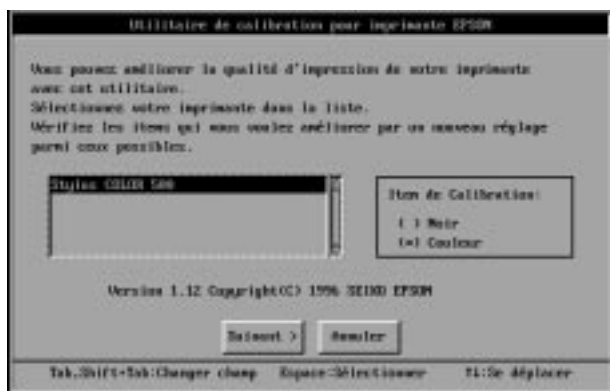 Utilitaire de calibration pour imprimante EPSON
Vous pouvez améliorer la qualité d'impression de votre imprimante
avec cet utilitaire.
Sélectionnez votre imprimante dans la liste.
Vérifiez les items qui vous voulez améliorer par un nouveau réglage
parmi ceux possibles.
Stylus COLOR 500
Item de Calibration:
( ) Noir
(•) Couleur
Version 1.12 Copyright(C) 1996 SEIKO EPSON
Suivant >
Annuler
Tab,Shift+Tab:Changer champ Espace:Sélectionner ↑↓:Se déplacer